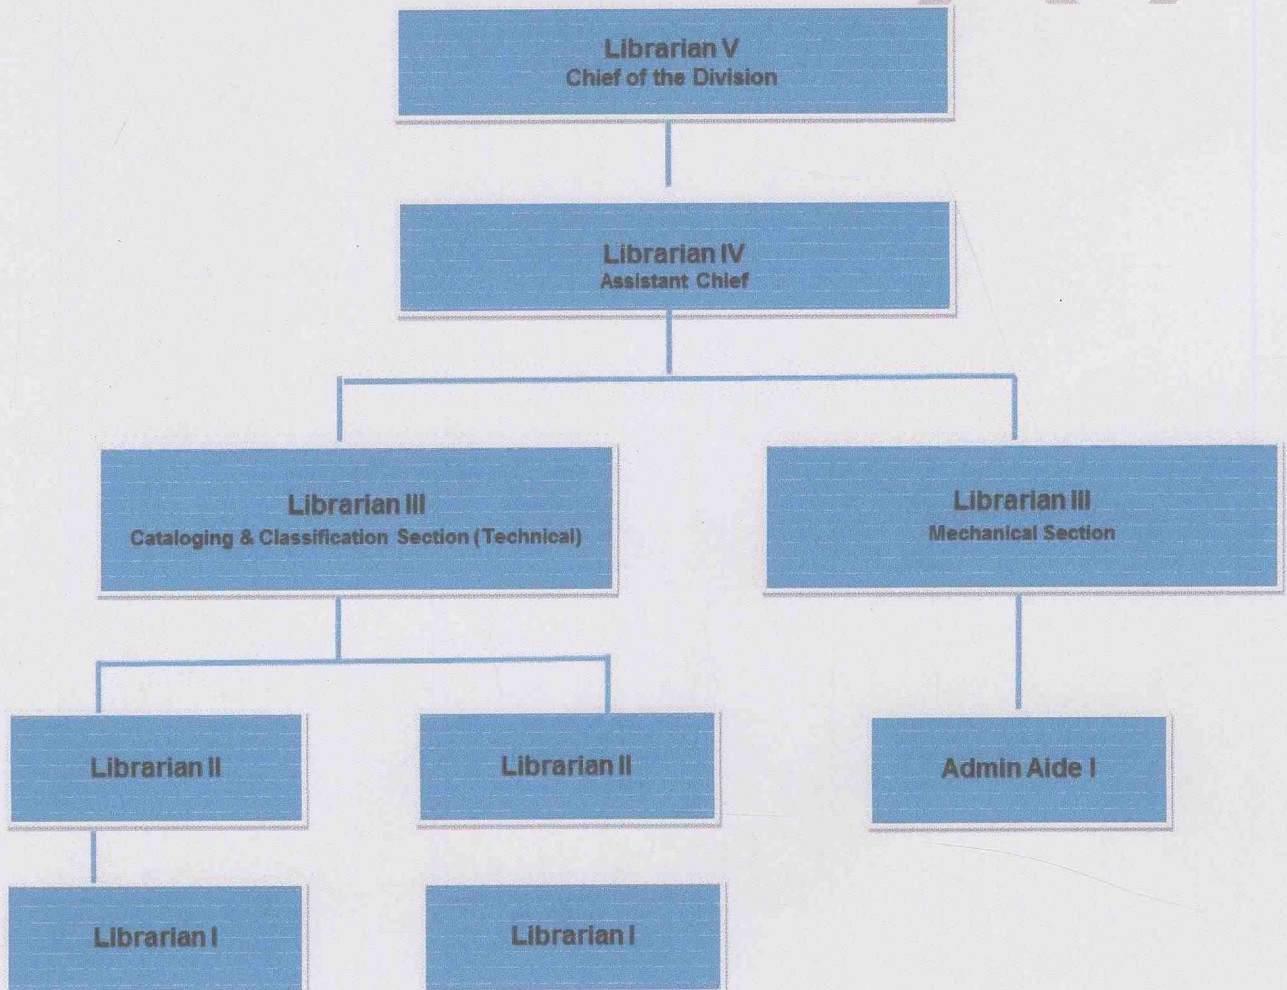 Librarian V
Chief of the Division
Librarian IV
Assistant Chief
Librarian III
Cataloging & Classification Section (Technical)
Librarian III
Mechanical Section
Librarian II
Librarian II
Admin Aide I
Librarian I
Librarian I